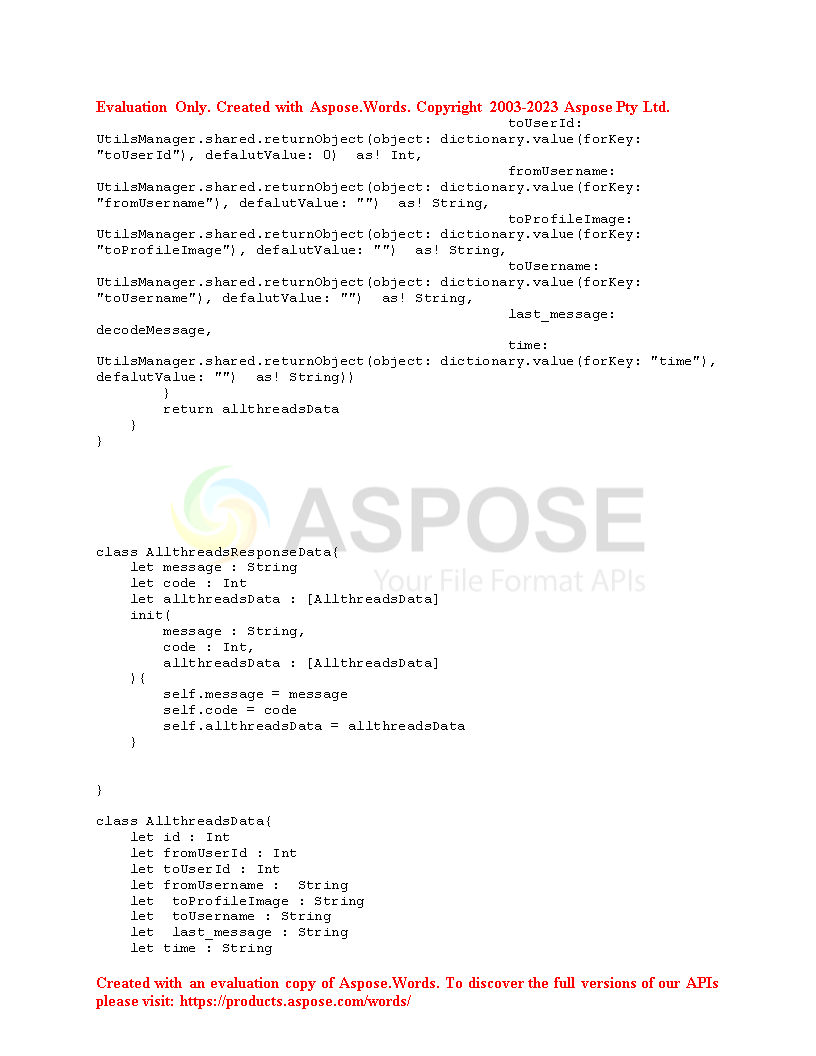 Evaluation Only. Created with Aspose.Words. Copyright 2003-2023 Aspose Pty Ltd.
toUserId:
UtilsManager.shared.returnObject(object: dictionary.value(forKey:
"toUserId"), defalutValue: 0)  as! Int,
fromUsername:
UtilsManager.shared.returnObject(object: dictionary.value(forKey:
"fromUsername"), defalutValue: "")  as! String,
toProfileImage:
UtilsManager.shared.returnObject(object: dictionary.value(forKey:
"toProfileImage"), defalutValue: "")  as! String,
toUsername:
UtilsManager.shared.returnObject(object: dictionary.value(forKey:
"toUsername"), defalutValue: "")  as! String,
last_message:
decodeMessage,
time:
UtilsManager.shared.returnObject(object: dictionary.value(forKey: "time"),
defalutValue: "")  as! String))
        }
        return allthreadsData
    }
}
ASPOSE
Your File Format APIs
class AllthreadsResponseData{
    let message : String
    let code : Int
    let allthreadsData : [AllthreadsData]
    init(
        message : String,
        code : Int,
        allthreadsData : [AllthreadsData]
    ){
        self.message = message
        self.code = code
        self.allthreadsData = allthreadsData
    }
}
class AllthreadsData{
    let id : Int
    let fromUserId : Int
    let toUserId : Int
    let fromUsername :  String
    let  toProfileImage : String
    let  toUsername : String
    let  last_message : String
    let time : String
Created with an evaluation copy of Aspose.Words. To discover the full versions of our APIs
please visit: https://products.aspose.com/words/